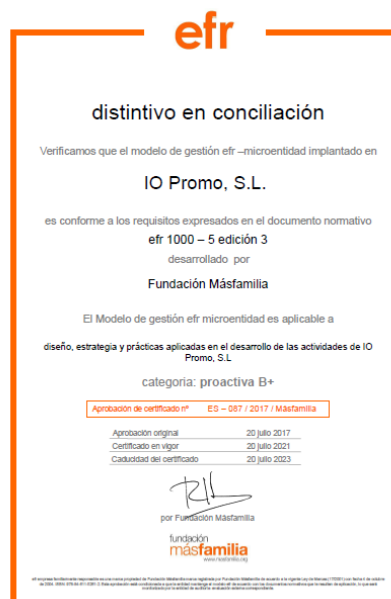 efr
distintivo en conciliación
Verificamos que el modelo de gestión efr –microentidad implantado en
IO Promo, S.L.
es conforme a los requisitos expresados en el documento normativo
efr 1000 – 5 edición 3
desarrollado por
Fundación Másfamilia
El Modelo de gestión efr microentidad es aplicable a
diseño, estrategia y prácticas aplicadas en el desarrollo de las actividades de IO
Promo, S.L
categoria: proactiva B+
Aprobación de certificado nº ES – 087 / 2017 / Másfamilia
Aprobación original 20 julio 2017
Certificado en vigor 20 julio 2021
Caducidad del certificado 20 julio 2023
por Fundación Másfamilia
fundación
másfamilia
www.masfamilia.org